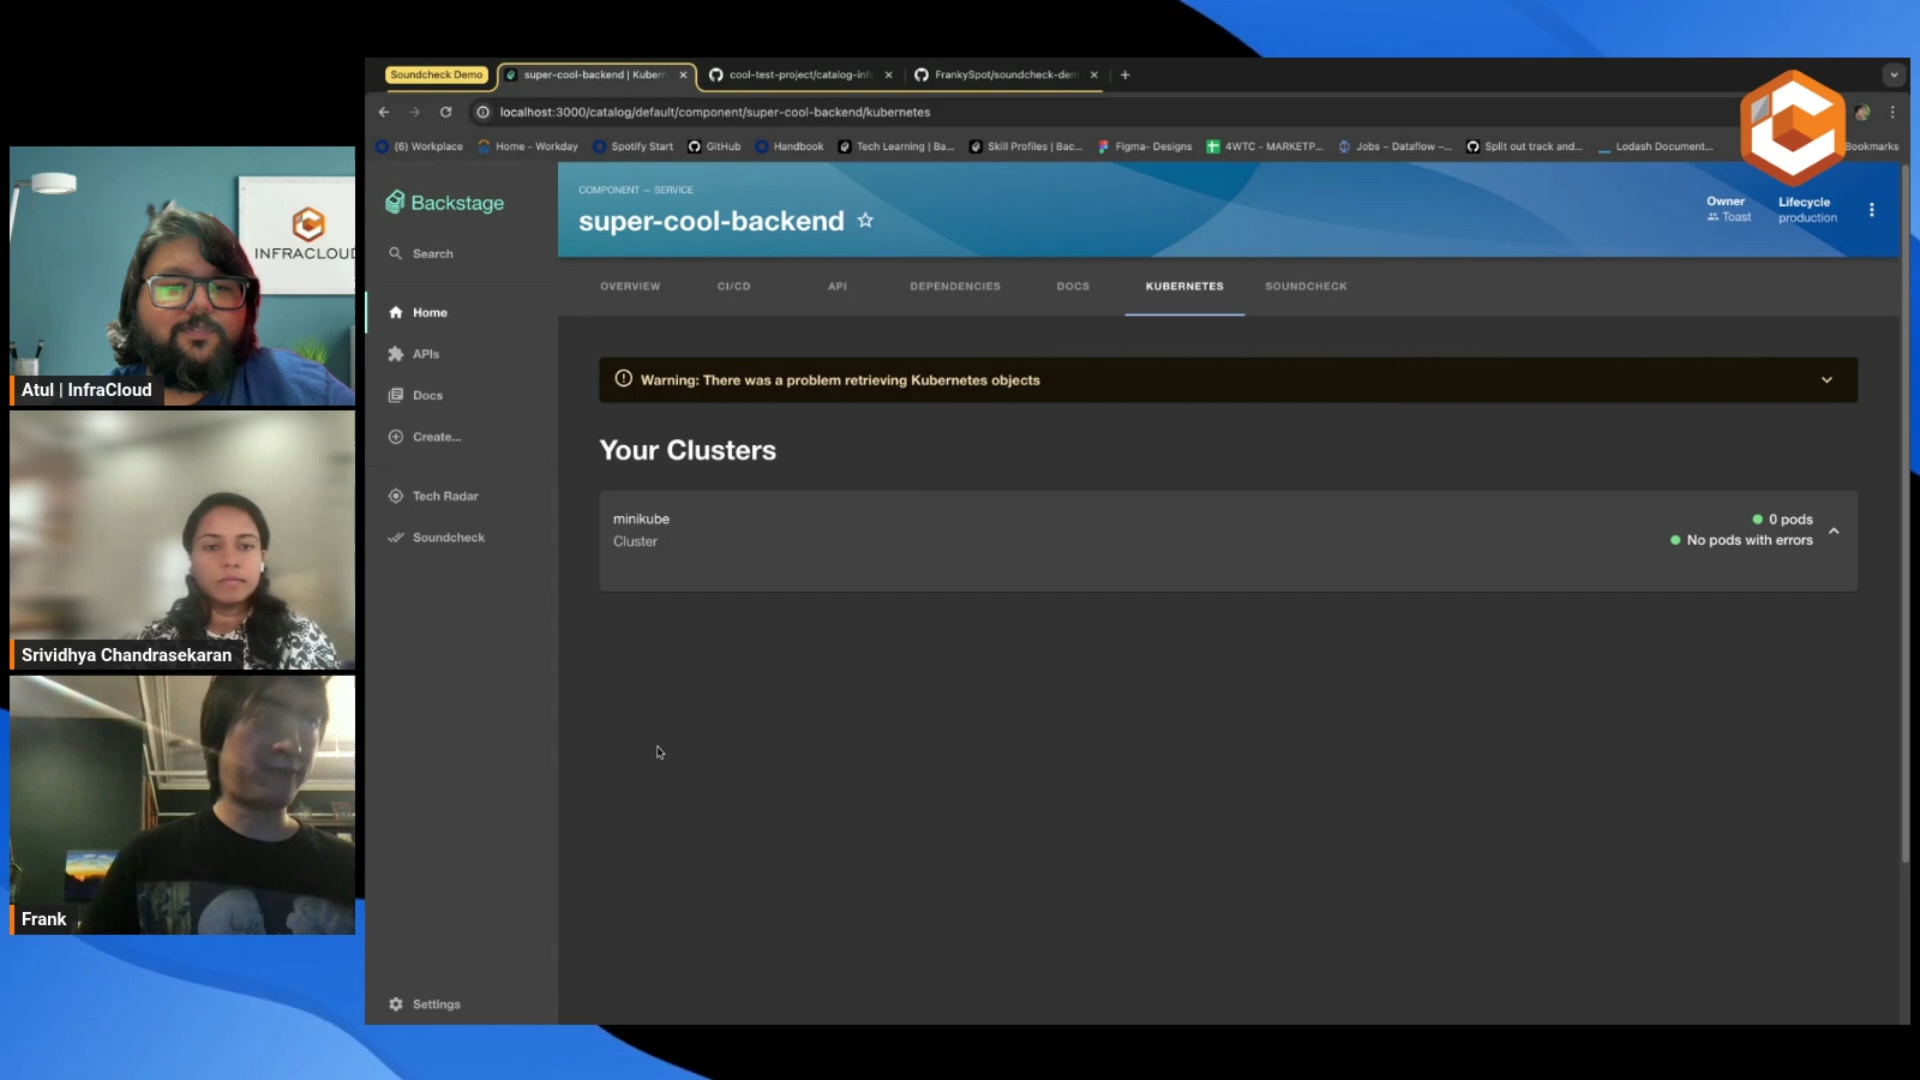 Soundcheck Demo
super-cool-backend | Kubern
cool-test-project/catalog-info
FrankySpot/soundcheck-dem
localhost:3000/catalog/default/component/super-cool-backend/kubernetes
(6) Workplace
Home - Workday
Spotify Start
GitHub
Handbook
Tech Learning | Ba...
Skill Profiles | Bac...
Figma- Designs
4WTC - MARKETP...
Jobs – Dataflow –...
Split out track and...
Lodash Document...
Bookmarks
Backstage
Search
Home
APIs
Docs
Create...
Tech Radar
Soundcheck
Settings
COMPONENT — SERVICE
super-cool-backend
Owner
Toast
Lifecycle
production
OVERVIEW
CI/CD
API
DEPENDENCIES
DOCS
KUBERNETES
SOUNDCHECK
Warning: There was a problem retrieving Kubernetes objects
Your Clusters
minikube
Cluster
0 pods
No pods with errors
INFRACLOUD
Atul | InfraCloud
Srividhya Chandrasekaran
Frank